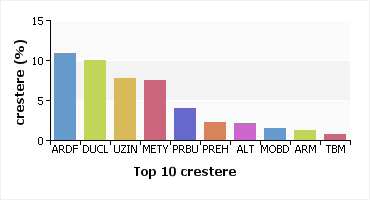 crestere (%)
15
10
5
0
ARDF DUCL UZIN METY PRBU PREH ALT MOBD ARM TBM
Top 10 crestere